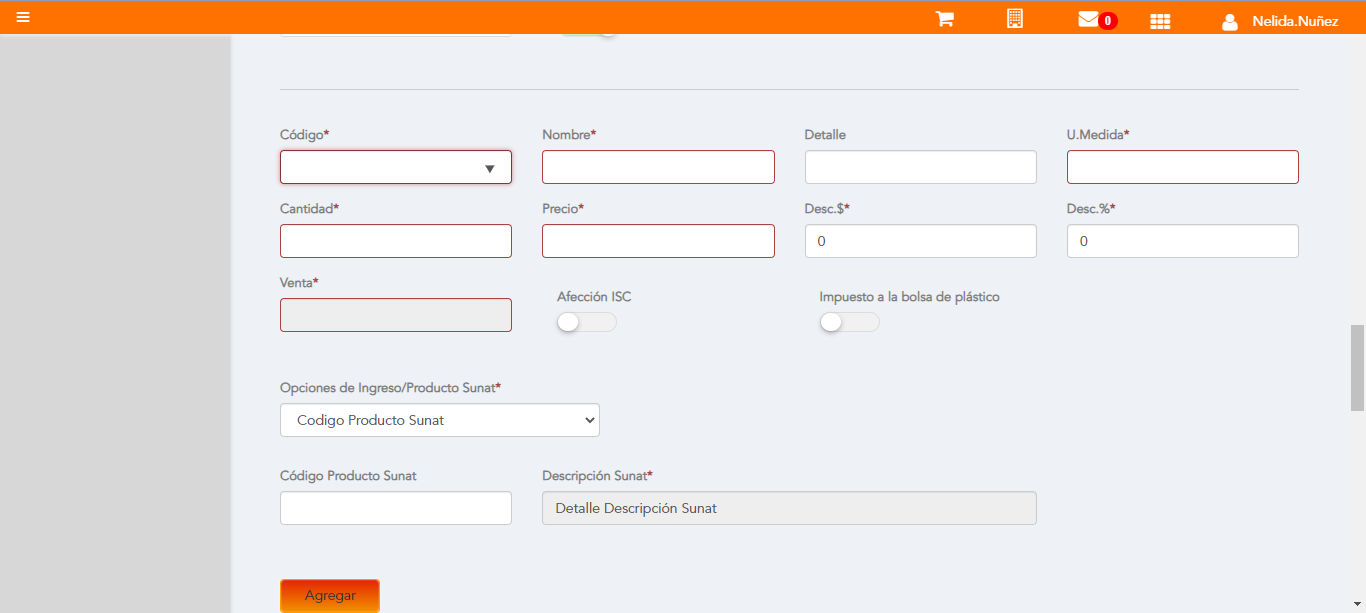 0 Nelida.Nuñez
Código* Nombre* Detalle U.Medida*
Cantidad* Precio* Desc.$* Desc.%*
0 0
Venta* Afección ISC Impuesto a la bolsa de plástico
Opciones de Ingreso/Producto Sunat*
Codigo Producto Sunat
Código Producto Sunat Descripción Sunat*
Detalle Descripción Sunat
Agregar